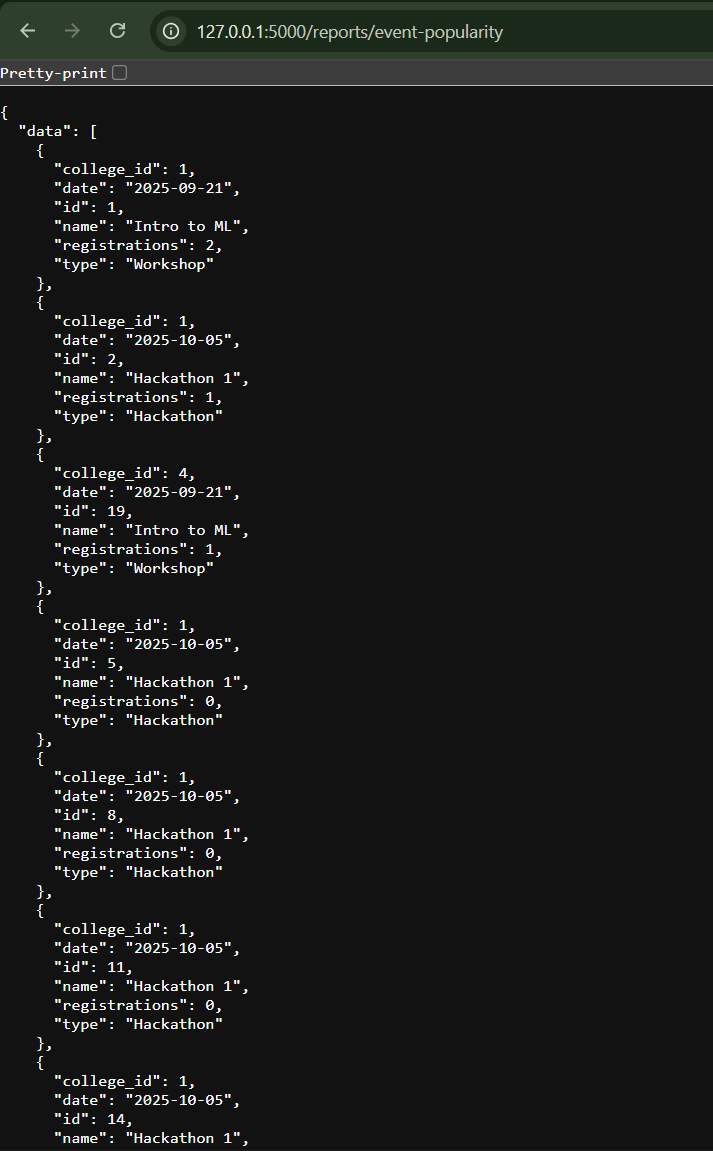 127.0.0.1:5000/reports/event-popularity
Pretty-print
{
  "data": [
    {
      "college_id": 1,
      "date": "2025-09-21",
      "id": 1,
      "name": "Intro to ML",
      "registrations": 2,
      "type": "Workshop"
    },
    {
      "college_id": 1,
      "date": "2025-10-05",
      "id": 2,
      "name": "Hackathon 1",
      "registrations": 1,
      "type": "Hackathon"
    },
    {
      "college_id": 4,
      "date": "2025-09-21",
      "id": 19,
      "name": "Intro to ML",
      "registrations": 1,
      "type": "Workshop"
    },
    {
      "college_id": 1,
      "date": "2025-10-05",
      "id": 5,
      "name": "Hackathon 1",
      "registrations": 0,
      "type": "Hackathon"
    },
    {
      "college_id": 1,
      "date": "2025-10-05",
      "id": 8,
      "name": "Hackathon 1",
      "registrations": 0,
      "type": "Hackathon"
    },
    {
      "college_id": 1,
      "date": "2025-10-05",
      "id": 11,
      "name": "Hackathon 1",
      "registrations": 0,
      "type": "Hackathon"
    },
    {
      "college_id": 1,
      "date": "2025-10-05",
      "id": 14,
      "name": "Hackathon 1",